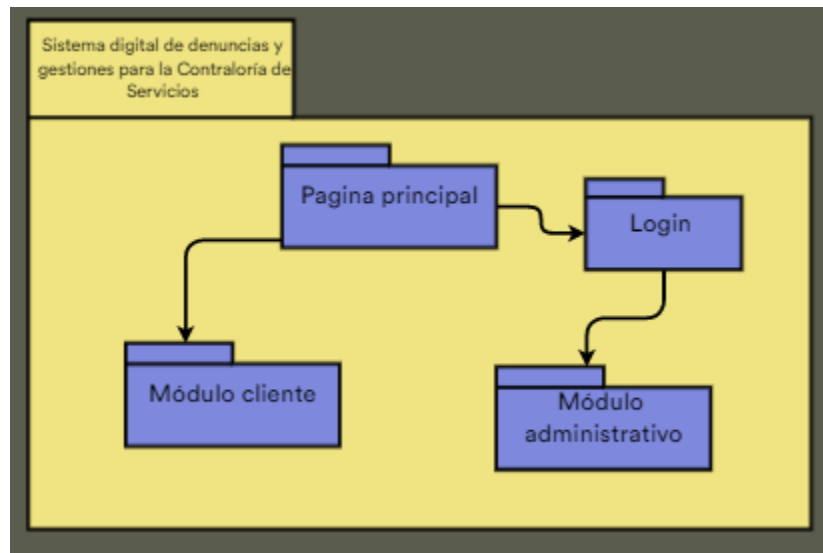 Sistema digital de denuncias y
gestiones para la Contraloría de
Servicios
Pagina principal
Login
Módulo cliente
Módulo
administrativo